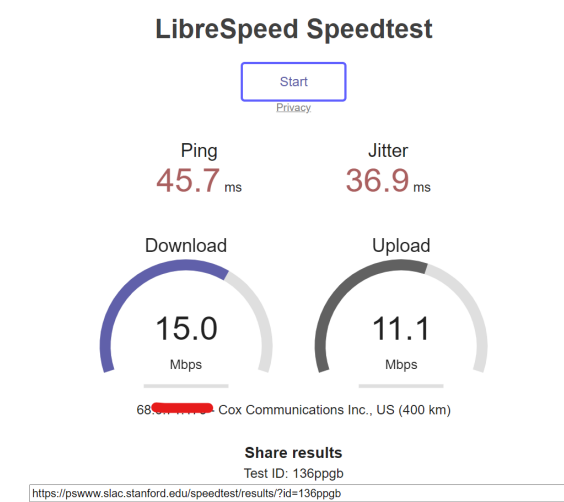 LibreSpeed Speedtest
Start
Privacy
Ping
45.7 ms
Jitter
36.9 ms
Download
15.0
Mbps
Upload
11.1
Mbps
68. - Cox Communications Inc., US (400 km)
Share results
Test ID: 136ppgb
https://pswww.slac.stanford.edu/speedtest/results/?id=136ppgb